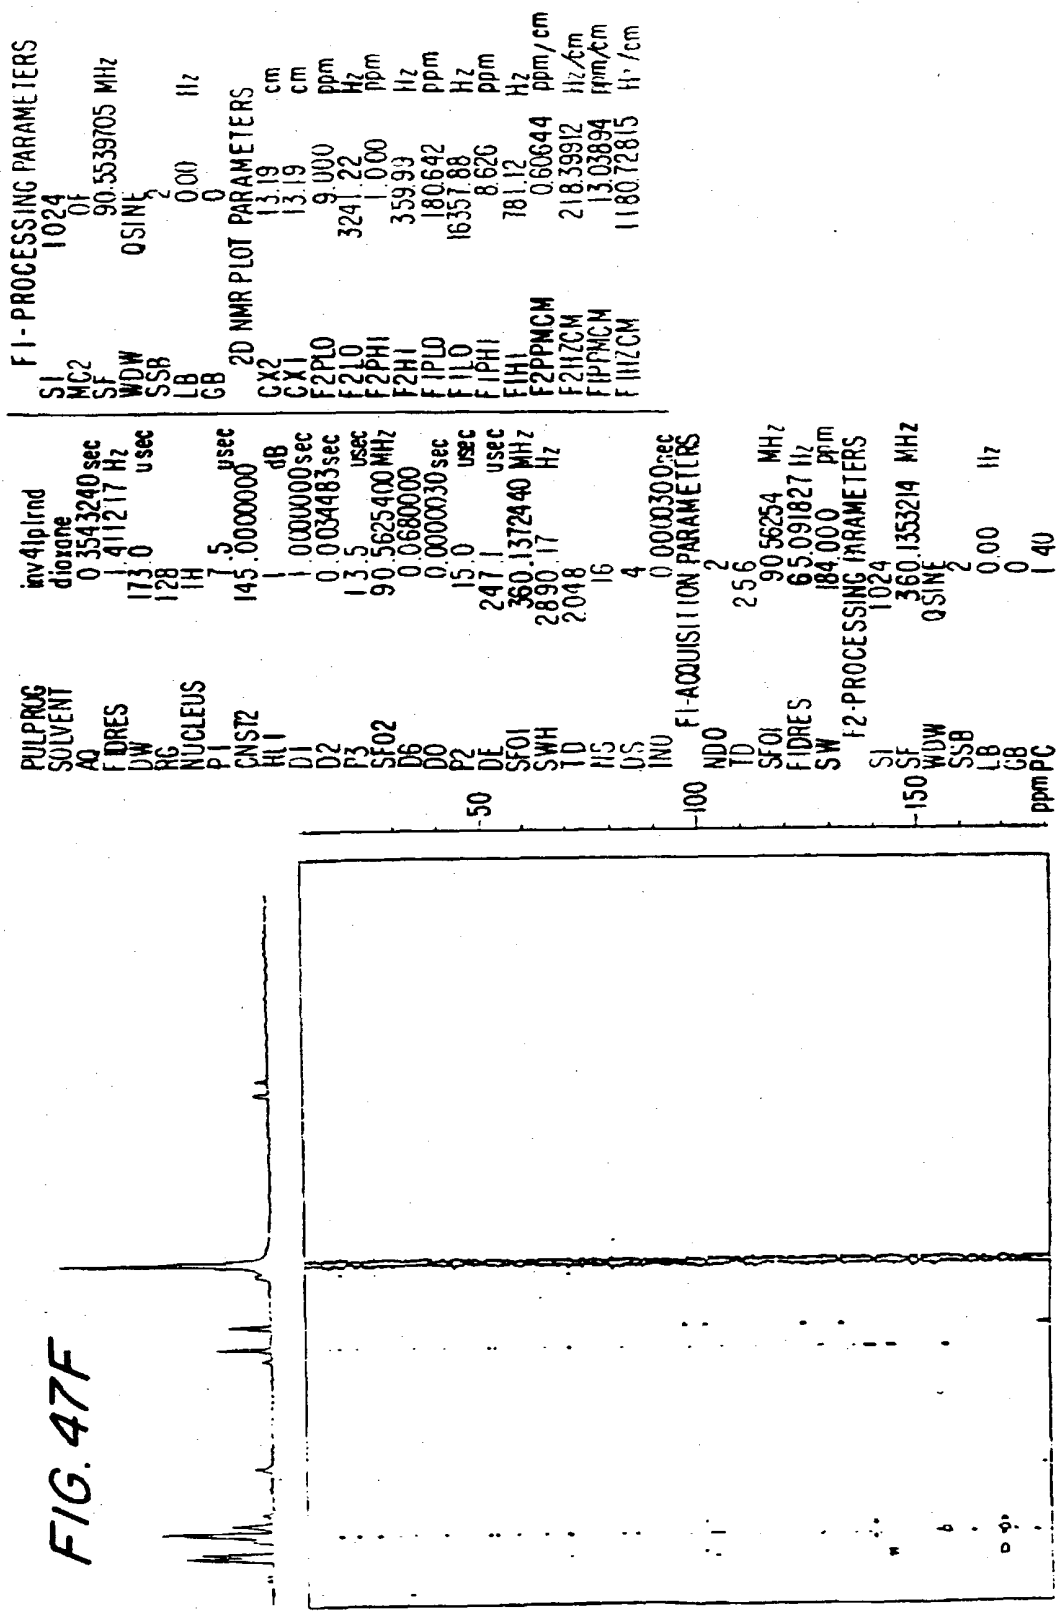 FIG. 47F
PULPROG inv4lplrnd
SOLVENT dioxane
AQ 0.3543240 sec
FIDRES 1.4111217 Hz
DW 173.0 usec
RG 128
NUCLEUS 1H
P1 7.5 usec
CNST2 145.0000000
HL1 1 dB
D1 1.0000000 sec
D2 0.0034483 sec
P3 13.5 usec
SFO2 90.5625400 MHz
D6 0.0680000
D0 0.0000030 sec
P2 15.0 usec
DE 247.1 usec
SFO1 360.1372440 MHz
SWH 2890.17 Hz
TD 2048
NS 16
DS 4
IN0 0.0000300 sec
F1-ACQUISITION PARAMETERS
ND0 2
TD 256
SFO1 90.56254 MHz
FIDRES 65.091827 Hz
SW 184.000 ppm
F2-PROCESSING PARAMETERS
SI 1024
SF 360.1353214 MHz
WDW QSINE
SSB 2
LB 0.00 Hz
GB 0
PC 1.40
F1-PROCESSING PARAMETERS
SI 1024
MC2 QF
SF 90.5539705 MHz
WDW QSINE
SSB 2
LB 0.00 Hz
GB 0
2D NMR PLOT PARAMETERS
CX2 13.19 cm
CX1 13.19 cm
F2PLO 9.000 ppm
F2LO 3241.22 Hz
F2PHI 1.000 ppm
F2HI 359.99 Hz
F1PLO 180.642 ppm
F1LO 16357.88 Hz
F1PHI 8.626 ppm
F1HI 781.12 Hz
F2PPMCM 0.60644 ppm/cm
F2HZCM 218.39912 Hz/cm
F1PPMCM 13.03894 ppm/cm
F1HZCM 1180.72815 Hz/cm
50
100
150
ppm